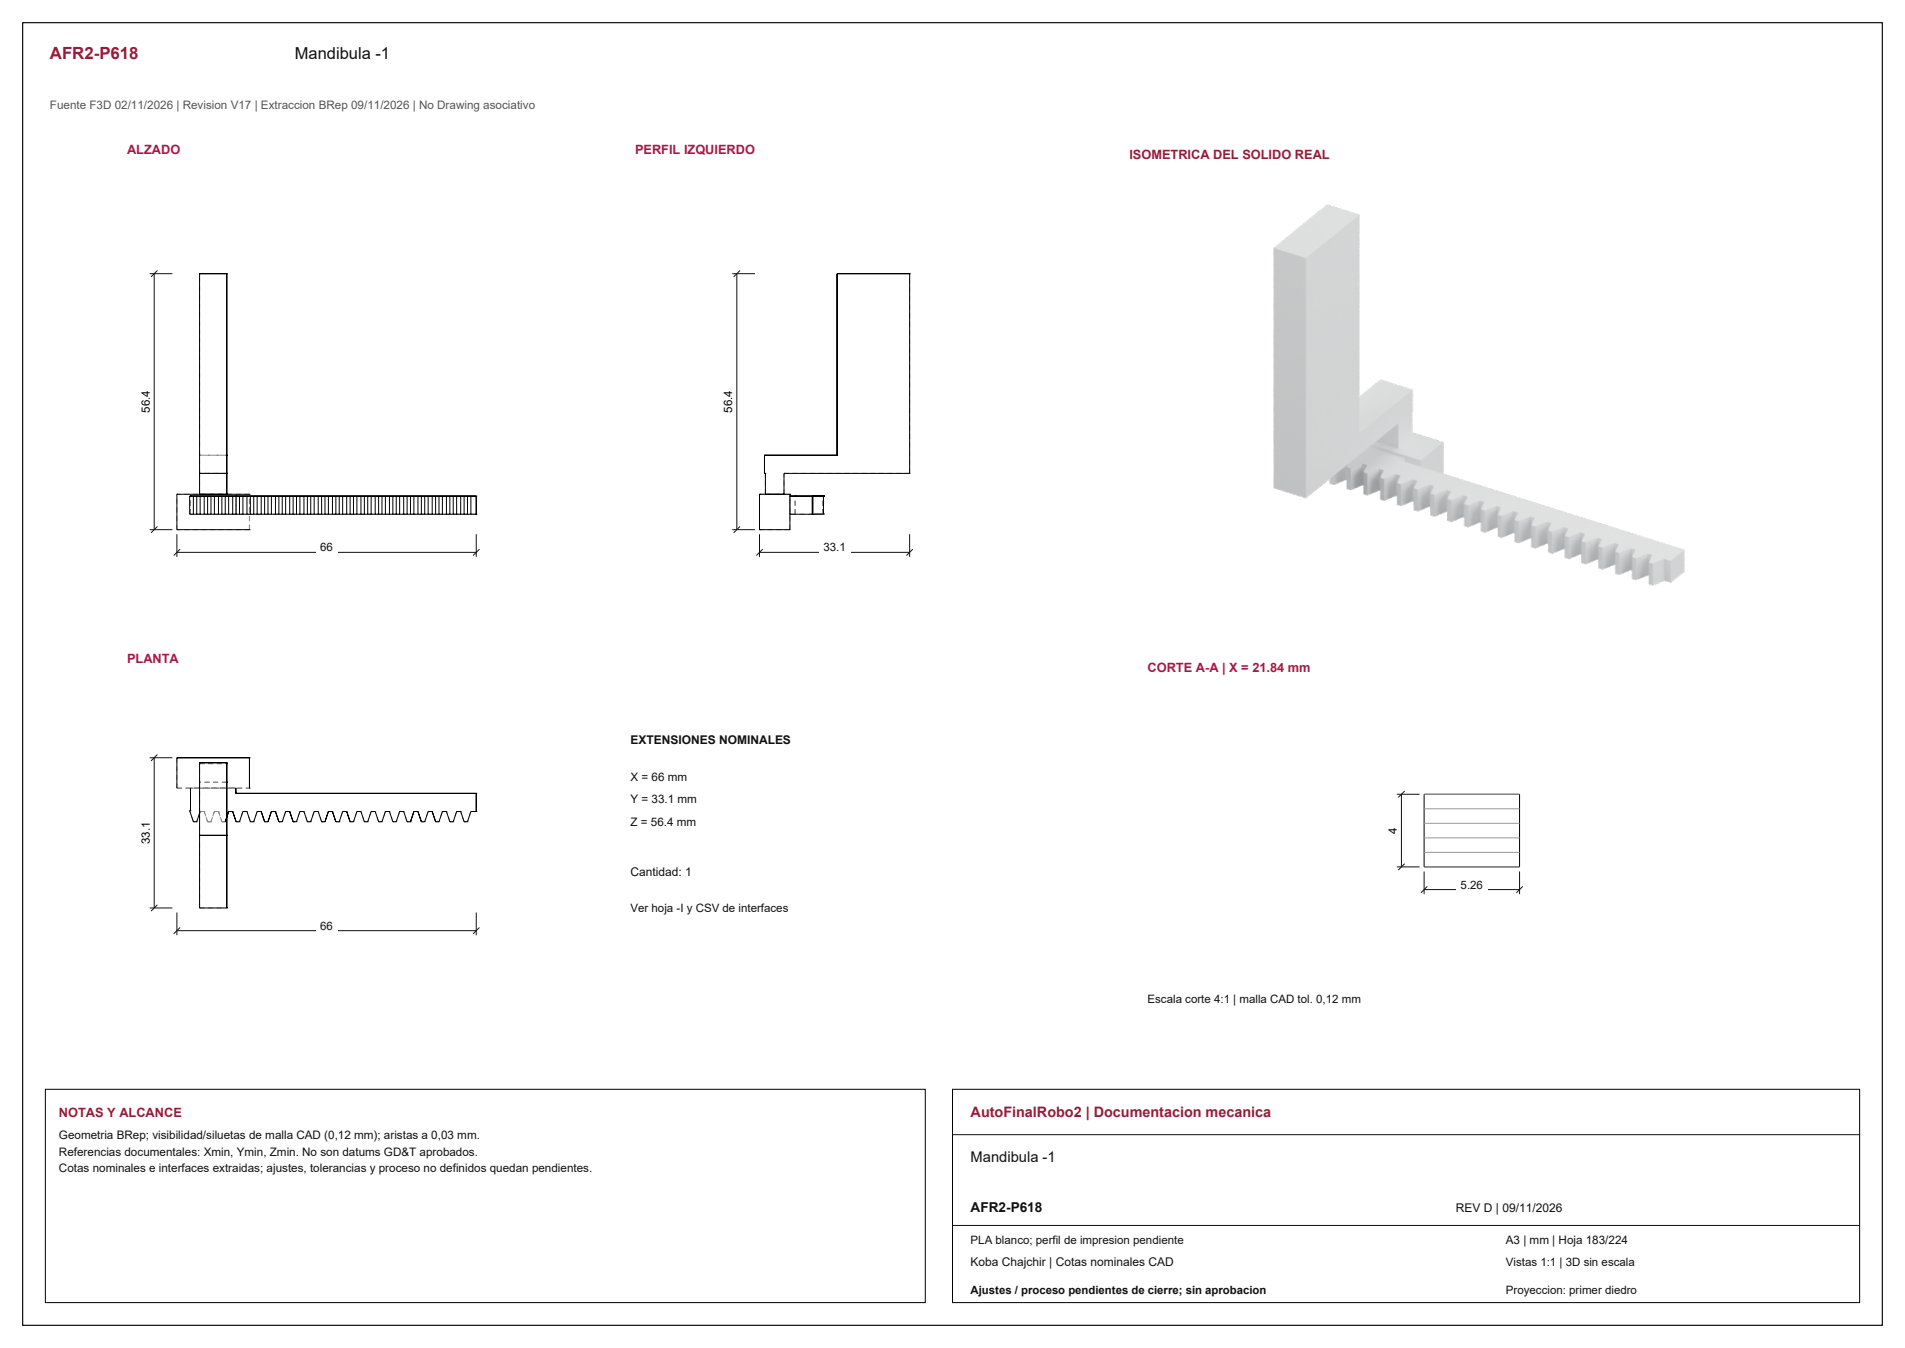 AFR2-P618
Mandibula -1
Fuente F3D 02/11/2026 | Revision V17 | Extraccion BRep 09/11/2026 | No Drawing asociativo
ALZADO
PERFIL IZQUIERDO
ISOMETRICA DEL SOLIDO REAL
56.4
66
56.4
33.1
PLANTA
CORTE A-A | X = 21.84 mm
33.1
66
EXTENSIONES NOMINALES
X = 66 mm
Y = 33.1 mm
Z = 56.4 mm
Cantidad: 1
Ver hoja -I y CSV de interfaces
4
5.26
Escala corte 4:1 | malla CAD tol. 0,12 mm
NOTAS Y ALCANCE
Geometria BRep; visibilidad/siluetas de malla CAD (0,12 mm); aristas a 0,03 mm.
Referencias documentales: Xmin, Ymin, Zmin. No son datums GD&T aprobados.
Cotas nominales e interfaces extraidas; ajustes, tolerancias y proceso no definidos quedan pendientes.
AutoFinalRobo2 | Documentacion mecanica
Mandibula -1
AFR2-P618
REV D | 09/11/2026
PLA blanco; perfil de impresion pendiente
A3 | mm | Hoja 183/224
Koba Chajchir | Cotas nominales CAD
Vistas 1:1 | 3D sin escala
Ajustes / proceso pendientes de cierre; sin aprobacion
Proyeccion: primer diedro